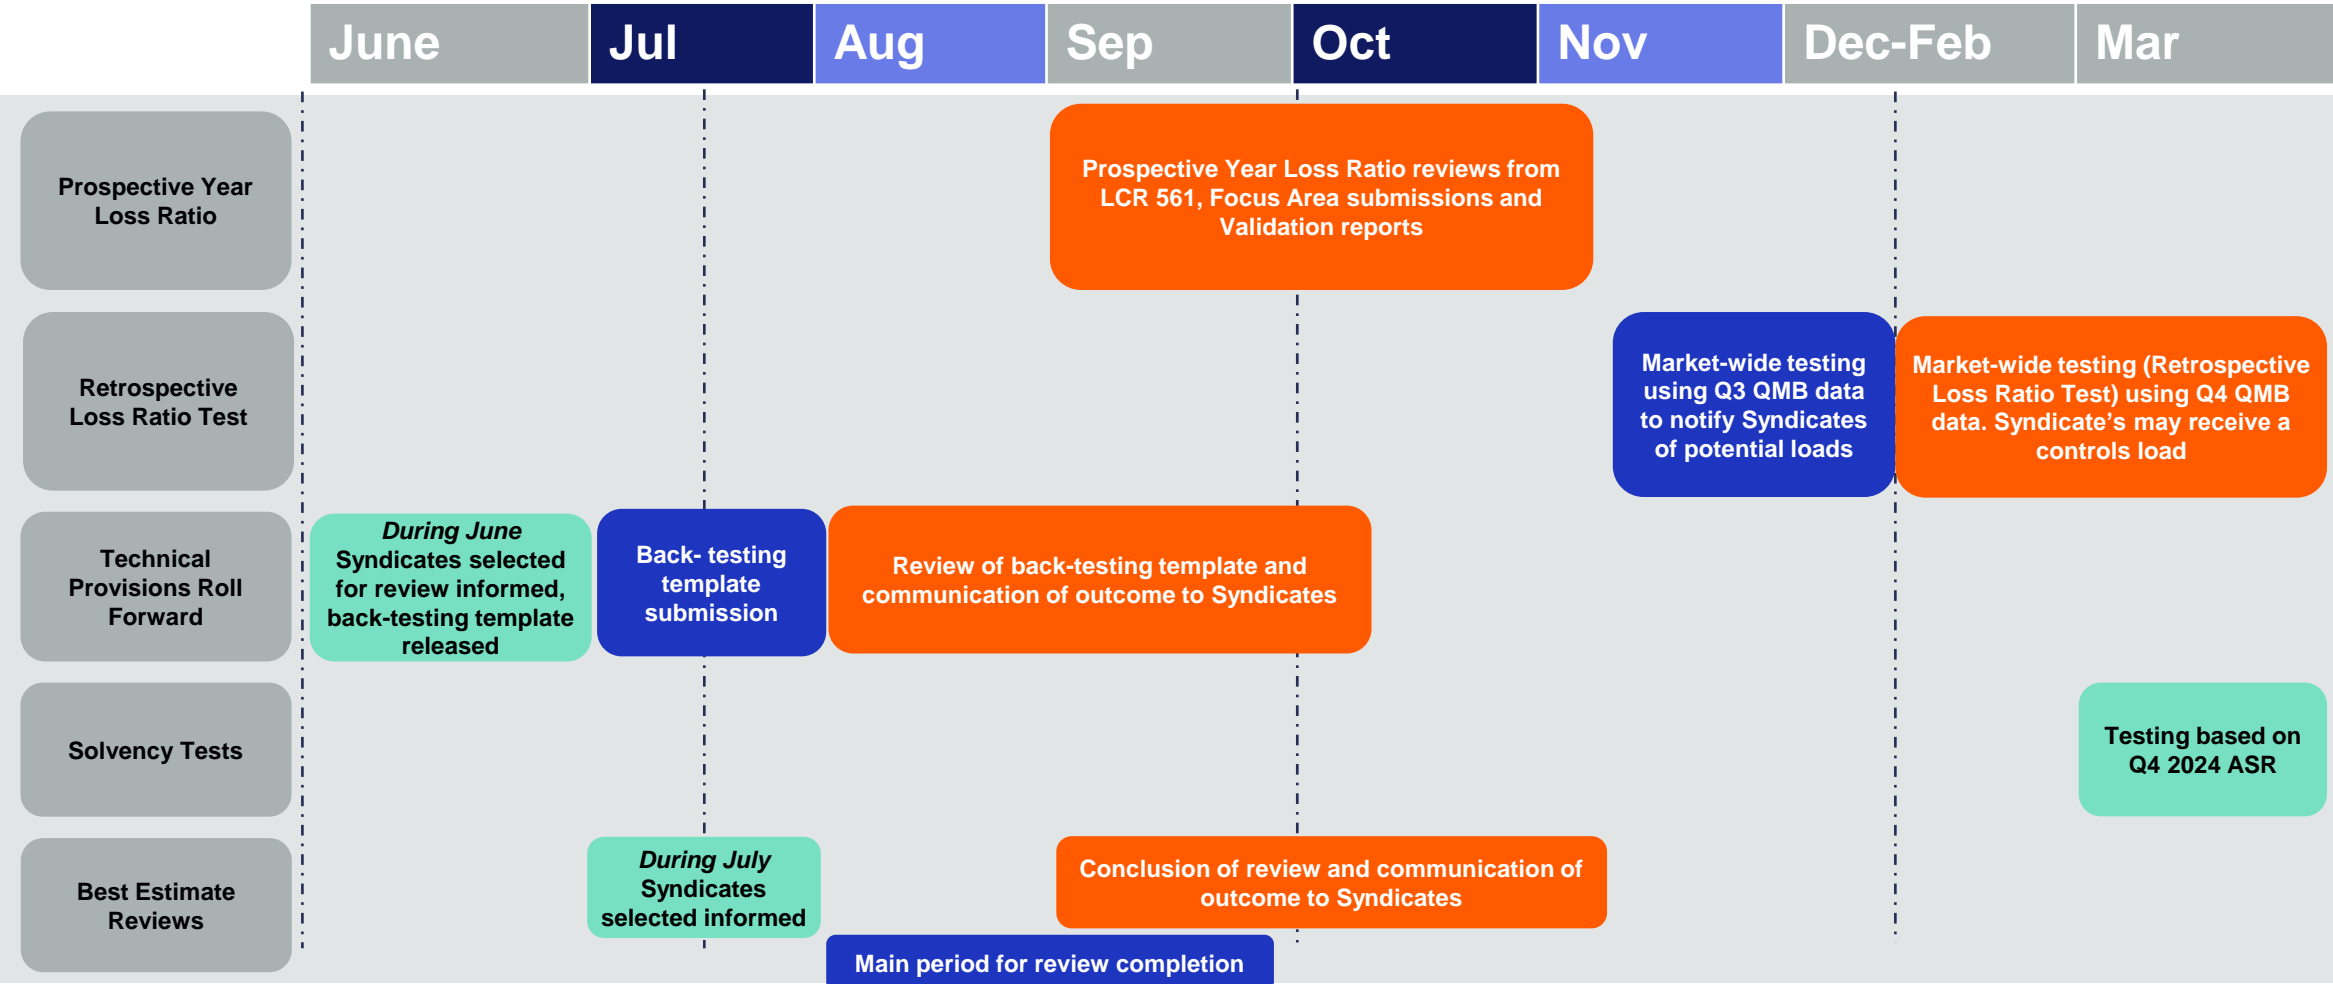 June
Jul
Aug
Sep
Oct
Nov
Dec-Feb
Mar
Prospective Year
Loss Ratio
Prospective Year Loss Ratio reviews from
LCR 561, Focus Area submissions and
Validation reports
Retrospective
Loss Ratio Test
Market-wide testing
using Q3 QMB data
to notify Syndicates
of potential loads
Market-wide testing (Retrospective
Loss Ratio Test) using Q4 QMB
data. Syndicate’s may receive a
controls load
Technical
Provisions Roll
Forward
During June
Syndicates selected
for review informed,
back-testing template
released
Back- testing
template
submission
Review of back-testing template and
communication of outcome to Syndicates
Solvency Tests
Testing based on
Q4 2024 ASR
Best Estimate
Reviews
During July
Syndicates
selected informed
Conclusion of review and communication of
outcome to Syndicates
Main period for review completion